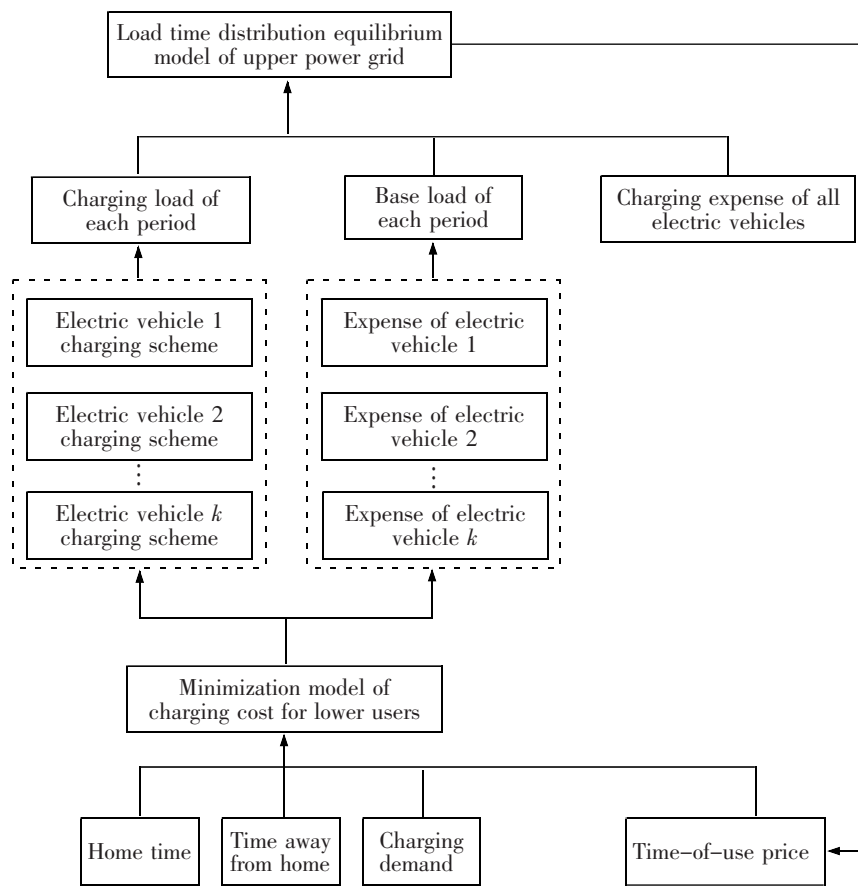 Load time distribution equilibrium
model of upper power grid
Charging load of
each period
Base load of
each period
Charging expense of all
electric vehicles
Electric vehicle 1
charging scheme
Expense of electric
vehicle 1
Electric vehicle 2
charging scheme
Expense of electric
vehicle 2
⋮
⋮
Electric vehicle k
charging scheme
Expense of electric
vehicle k
Minimization model of
charging cost for lower users
Home time
Time away
from home
Charging
demand
Time-of-use price